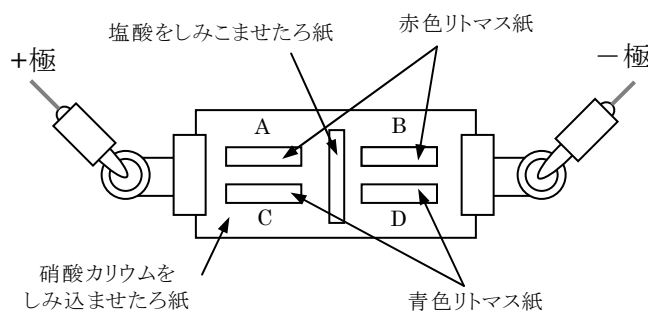 塩酸をしみこませたろ紙
赤色リトマス紙
+極
－極
A
B
C
D
硝酸カリウムを
しみ込ませたろ紙
青色リトマス紙